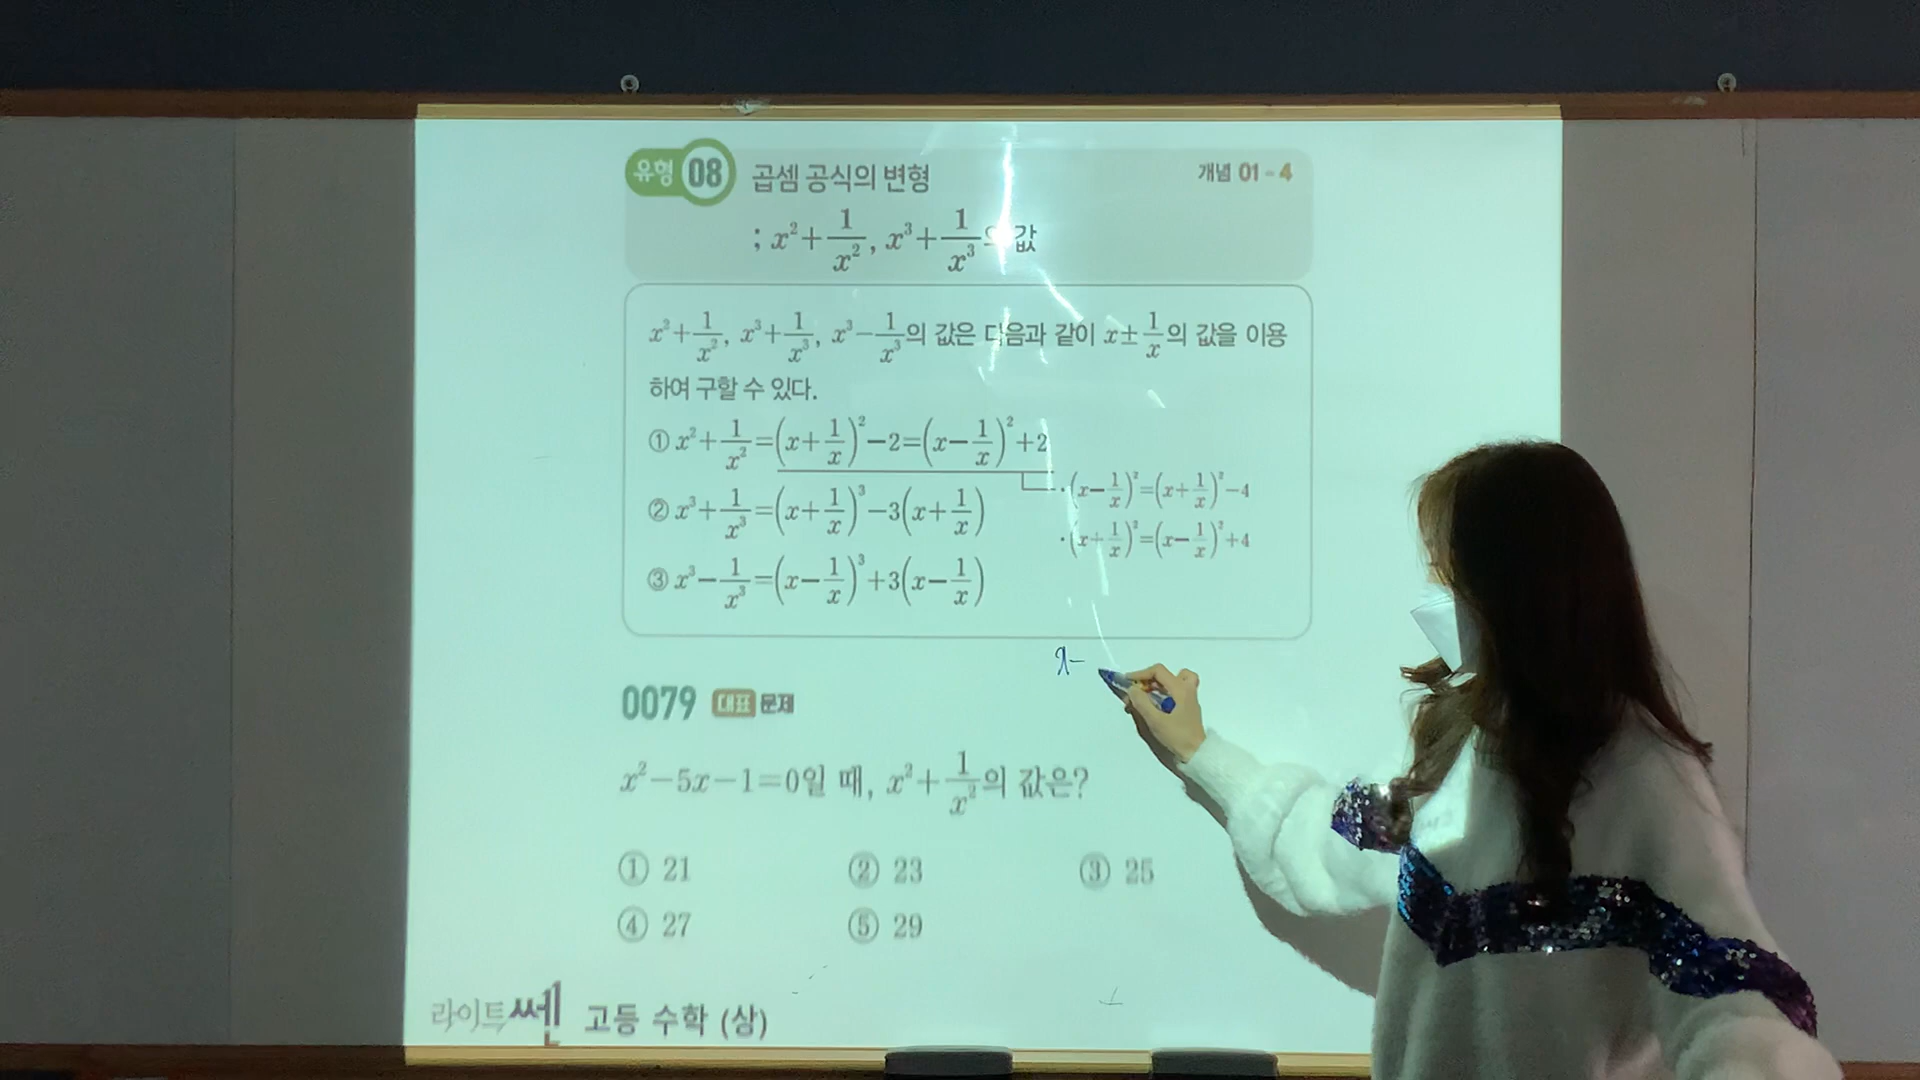 유형 08 곱셈 공식의 변형 개념 01-4
; x²+1/x², x³+1/x³의 값
x²+1/x², x³+1/x³, x³-1/x³의 값은 다음과 같이 x±1/x의 값을 이용
하여 구할 수 있다.
① x²+1/x²=(x+1/x)²-2=(x-1/x)²+2
·(x-1/x)²=(x+1/x)²-4
② x³+1/x³=(x+1/x)³-3(x+1/x)
·(x+1/x)²=(x-1/x)²+4
③ x³-1/x³=(x-1/x)³+3(x-1/x)
x-
0079 대표 문제
x²-5x-1=0일 때, x²+1/x²의 값은?
① 21 ② 23 ③ 25
④ 27 ⑤ 29
라이트쎈 고등 수학 (상)